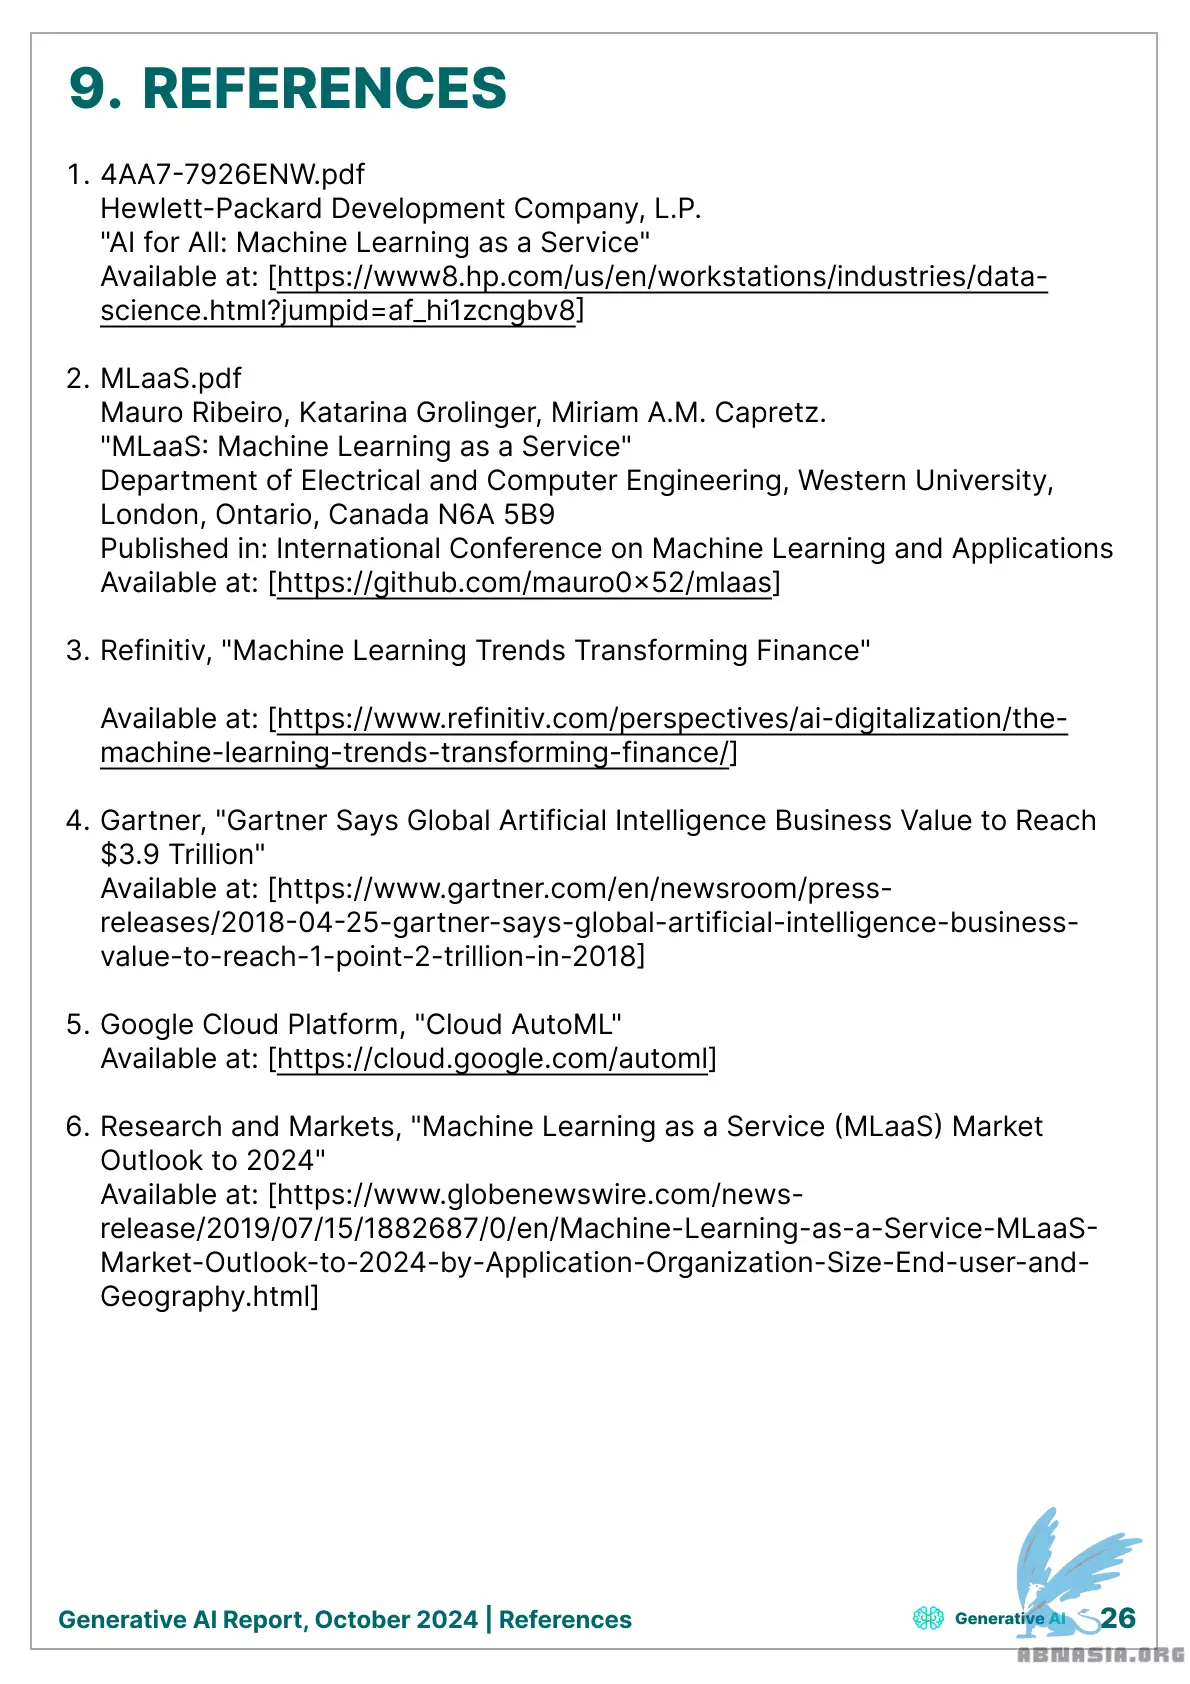 9. REFERENCES
1. 4AA7-7926ENW.pdf
Hewlett-Packard Development Company, L.P.
"AI for All: Machine Learning as a Service"
Available at: [https://www8.hp.com/us/en/workstations/industries/data-
science.html?jumpid=af_hi1zcngbv8]
2. MLaaS.pdf
Mauro Ribeiro, Katarina Grolinger, Miriam A.M. Capretz.
"MLaaS: Machine Learning as a Service"
Department of Electrical and Computer Engineering, Western University,
London, Ontario, Canada N6A 5B9
Published in: International Conference on Machine Learning and Applications
Available at: [https://github.com/mauro0×52/mlaas]
3. Refinitiv, "Machine Learning Trends Transforming Finance"
Available at: [https://www.refinitiv.com/perspectives/ai-digitalization/the-
machine-learning-trends-transforming-finance/]
4. Gartner, "Gartner Says Global Artificial Intelligence Business Value to Reach
$3.9 Trillion"
Available at: [https://www.gartner.com/en/newsroom/press-
releases/2018-04-25-gartner-says-global-artificial-intelligence-business-
value-to-reach-1-point-2-trillion-in-2018]
5. Google Cloud Platform, "Cloud AutoML"
Available at: [https://cloud.google.com/automl]
6. Research and Markets, "Machine Learning as a Service (MLaaS) Market
Outlook to 2024"
Available at: [https://www.globenewswire.com/news-
release/2019/07/15/1882687/0/en/Machine-Learning-as-a-Service-MLaaS-
Market-Outlook-to-2024-by-Application-Organization-Size-End-user-and-
Geography.html]
Generative AI Report, October 2024 | References
Generative AI 26
ABNASIA.ORG